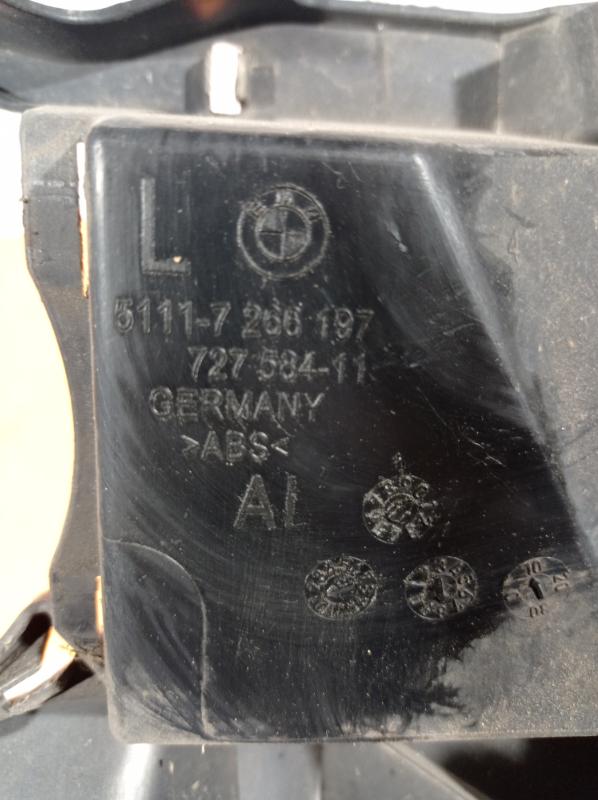 L BMW
5111-7 266 197
727 584-11
GERMANY
>ABS<
AL